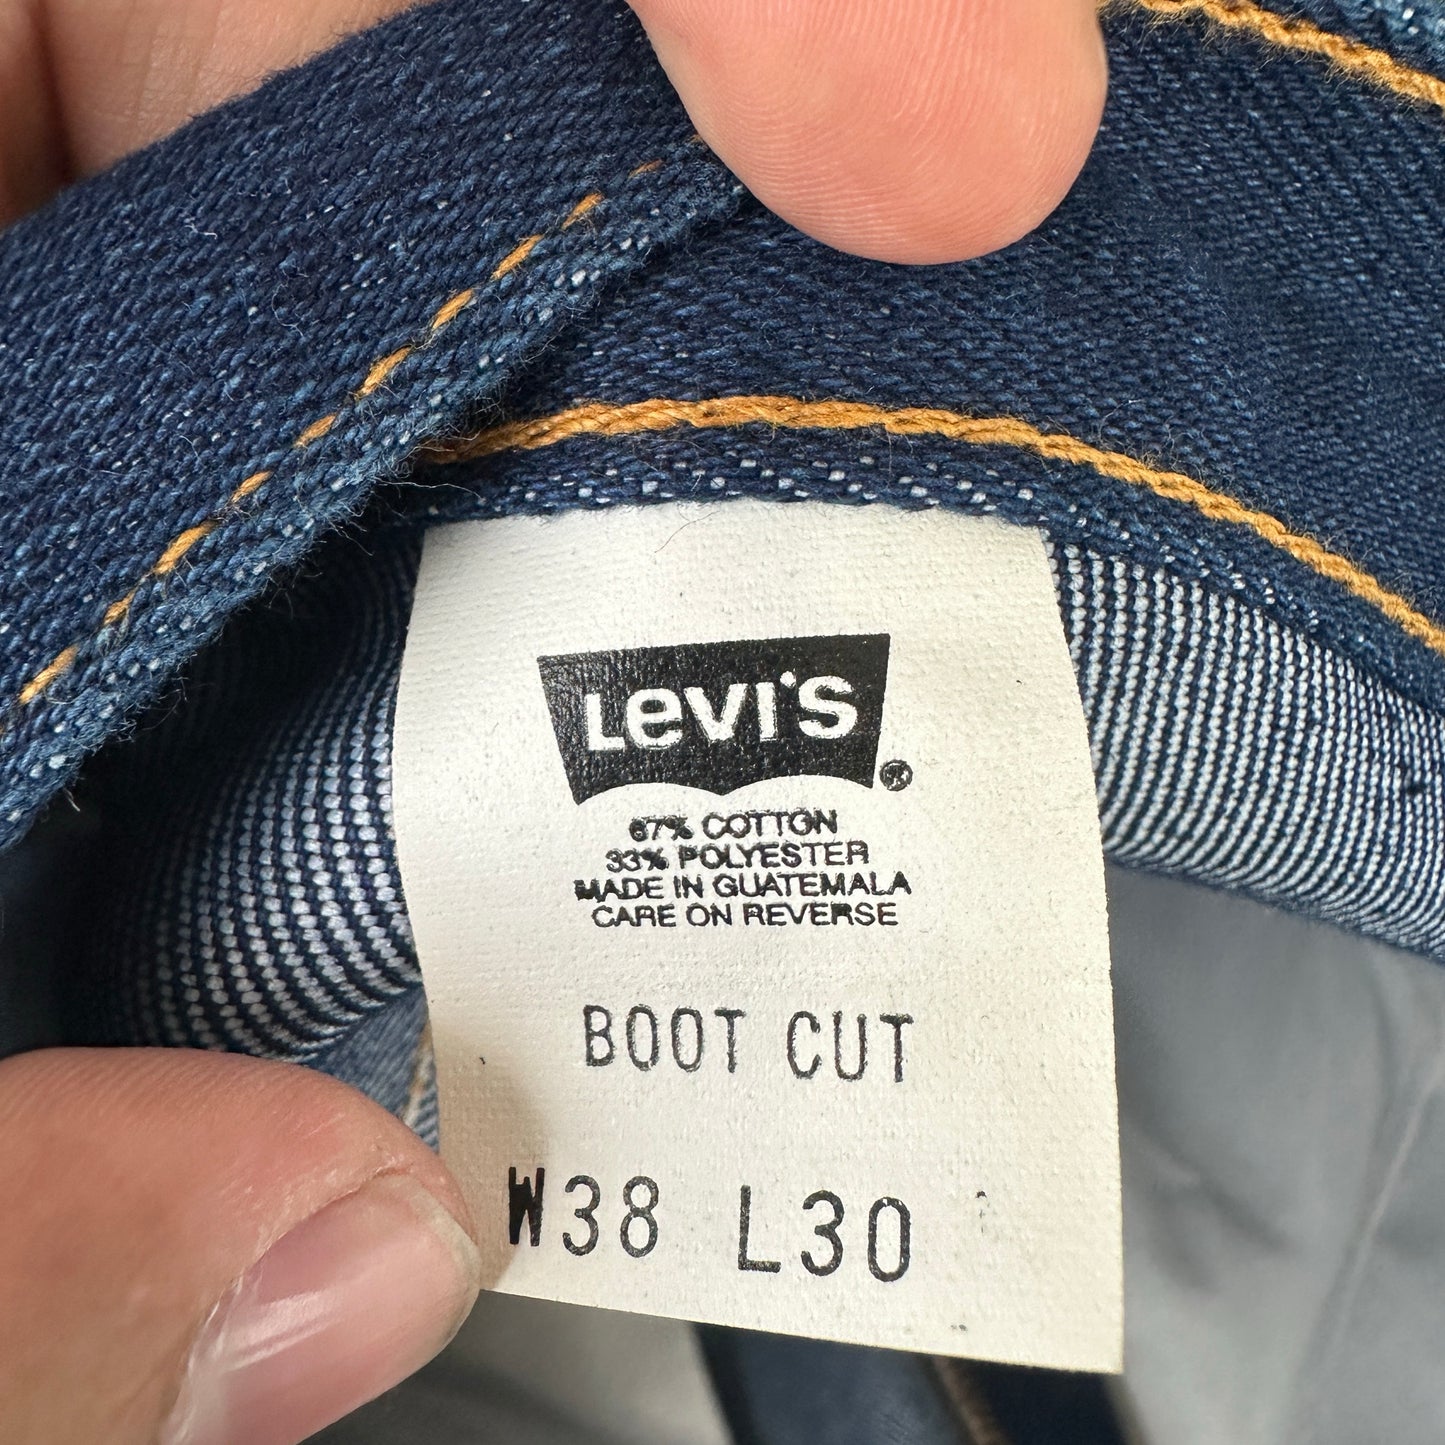 Levi's ®
67% COTTON
33% POLYESTER
MADE IN GUATEMALA
CARE ON REVERSE
BOOT CUT
W38 L30